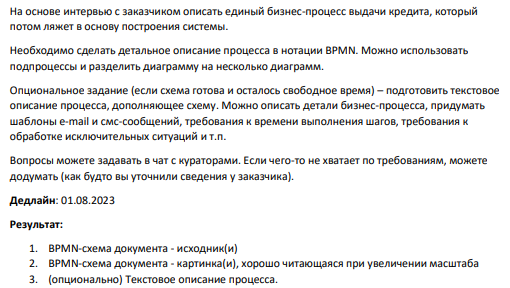 На основе интервью с заказчиком описать единый бизнес-процесс выдачи кредита, который
потом ляжет в основу построения системы.
Необходимо сделать детальное описание процесса в нотации BPMN. Можно использовать
подпроцессы и разделить диаграмму на несколько диаграмм.
Опциональное задание (если схема готова и осталось свободное время) – подготовить текстовое
описание процесса, дополняющее схему. Можно описать детали бизнес-процесса, придумать
шаблоны e-mail и смс-сообщений, требования к времени выполнения шагов, требования к
обработке исключительных ситуаций и т.п.
Вопросы можете задавать в чат с кураторами. Если чего-то не хватает по требованиям, можете
додумать (как будто вы уточнили сведения у заказчика).
Дедлайн: 01.08.2023
Результат:
1. BPMN-схема документа - исходник(и)
2. BPMN-схема документа - картинка(и), хорошо читающаяся при увеличении масштаба
3. (опционально) Текстовое описание процесса.